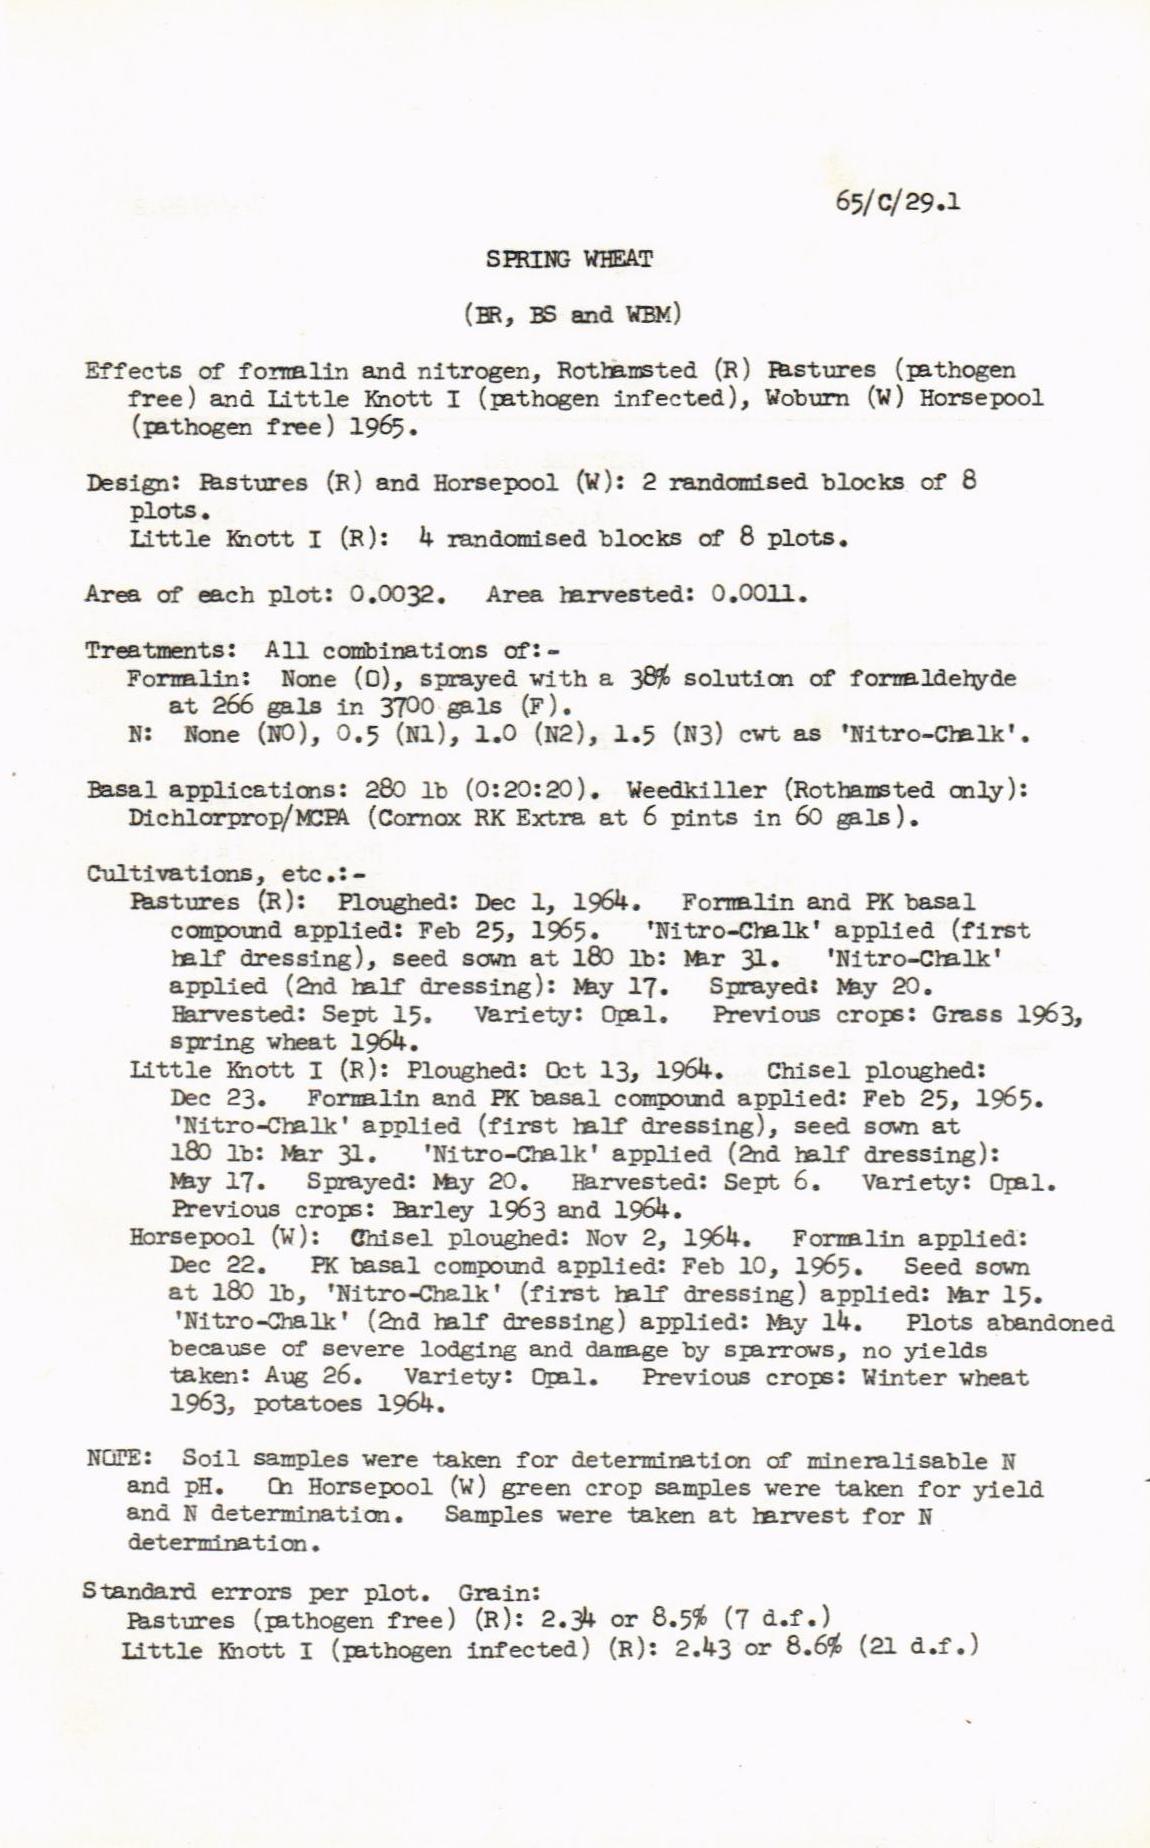 65/C/29.1
SPRING WHEAT
(BR, BS and WBM)
Effects of formalin and nitrogen, Rothamsted (R) Pastures (pathogen
free) and Little Knott I (pathogen infected), Woburn (W) Horsepool
(pathogen free) 1965.
Design: Pastures (R) and Horsepool (W): 2 randomised blocks of 8
plots.
Little Knott I (R): 4 randomised blocks of 8 plots.
Area of each plot: 0.0032. Area harvested: 0.0011.
Treatments: All combinations of:-
Formalin: None (O), sprayed with a 38% solution of formaldehyde
at 266 gals in 3700 gals (F).
N: None (N0), 0.5 (N1), 1.0 (N2), 1.5 (N3) cwt as 'Nitro-Chalk'.
Basal applications: 280 lb (0:20:20). Weedkiller (Rothamsted only):
Dichlorprop/MCPA (Cornox RK Extra at 6 pints in 60 gals).
Cultivations, etc.:-
Pastures (R): Ploughed: Dec 1, 1964. Formalin and PK basal
compound applied: Feb 25, 1965. 'Nitro-Chalk' applied (first
half dressing), seed sown at 180 lb: Mar 31. 'Nitro-Chalk'
applied (2nd half dressing): May 17. Sprayed: May 20.
Harvested: Sept 15. Variety: Opal. Previous crops: Grass 1963,
spring wheat 1964.
Little Knott I (R): Ploughed: Oct 13, 1964. Chisel ploughed:
Dec 23. Formalin and PK basal compound applied: Feb 25, 1965.
'Nitro-Chalk' applied (first half dressing), seed sown at
180 lb: Mar 31. 'Nitro-Chalk' applied (2nd half dressing):
May 17. Sprayed: May 20. Harvested: Sept 6. Variety: Opal.
Previous crops: Barley 1963 and 1964.
Horsepool (W): Chisel ploughed: Nov 2, 1964. Formalin applied:
Dec 22. PK basal compound applied: Feb 10, 1965. Seed sown
at 180 lb, 'Nitro-Chalk' (first half dressing) applied: Mar 15.
'Nitro-Chalk' (2nd half dressing) applied: May 14. Plots abandoned
because of severe lodging and damage by sparrows, no yields
taken: Aug 26. Variety: Opal. Previous crops: Winter wheat
1963, potatoes 1964.
NOTE: Soil samples were taken for determination of mineralisable N
and pH. On Horsepool (W) green crop samples were taken for yield
and N determination. Samples were taken at harvest for N
determination.
Standard errors per plot. Grain:
Pastures (pathogen free) (R): 2.34 or 8.5% (7 d.f.)
Little Knott I (pathogen infected) (R): 2.43 or 8.6% (21 d.f.)